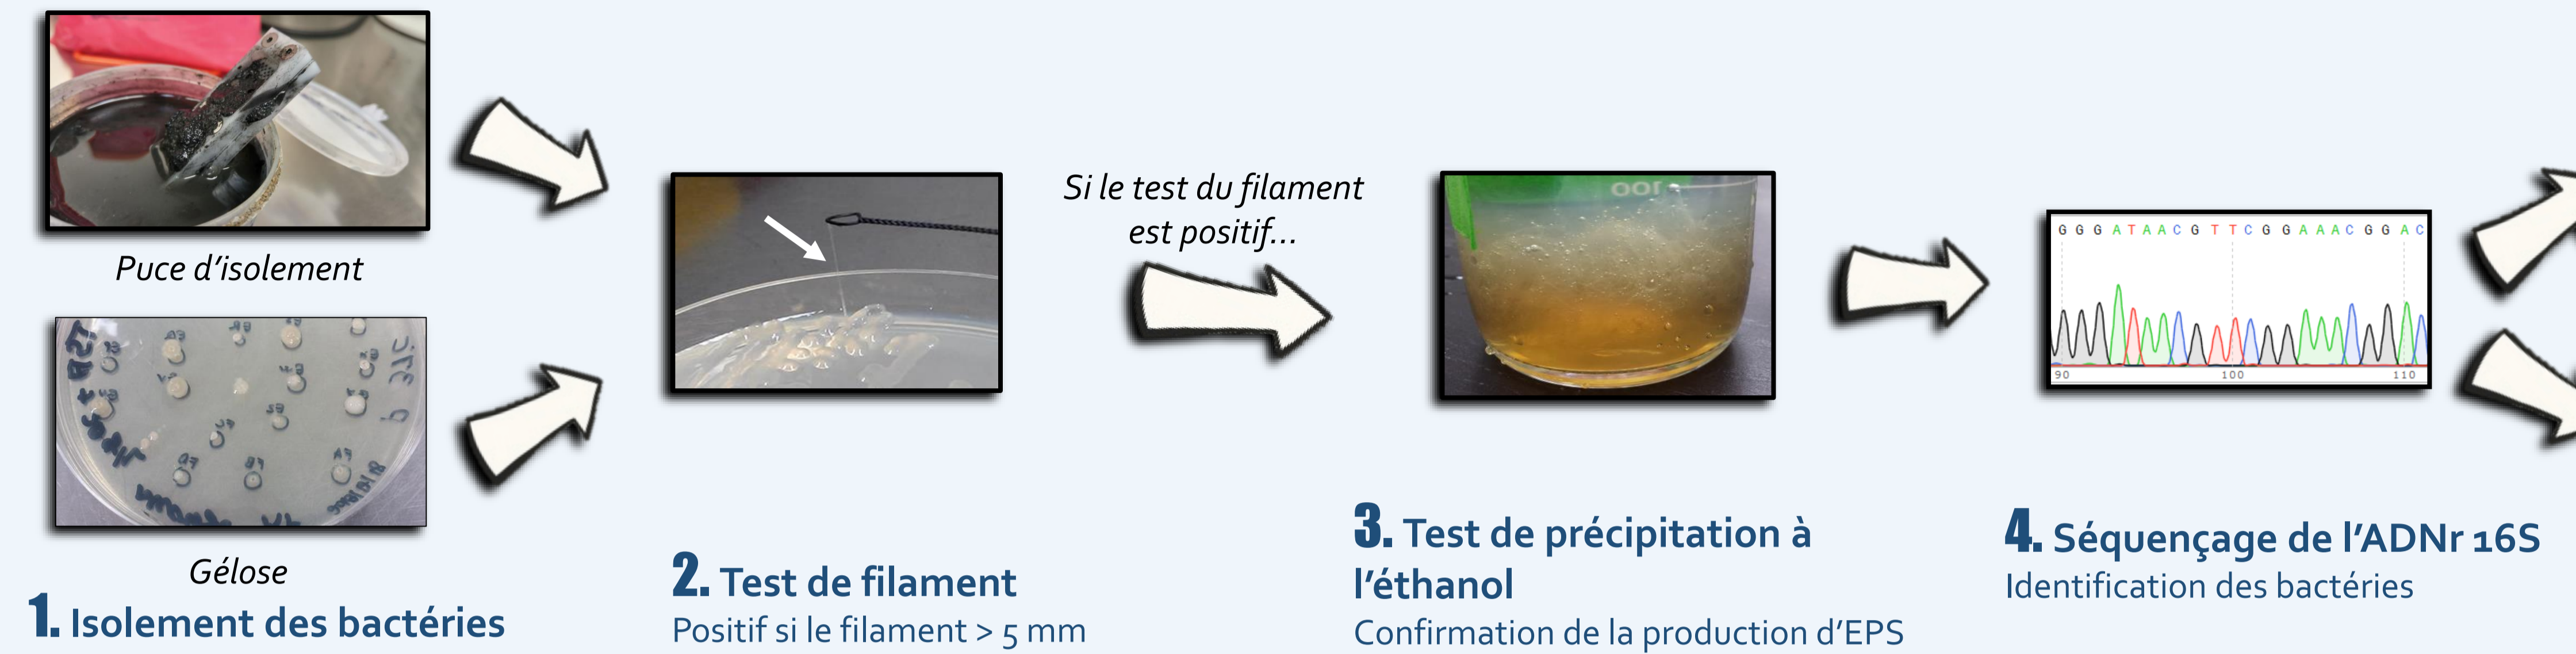 Puce d'isolement
Gélose
1. Isolement des bactéries
2. Test de filament
Positif si le filament > 5 mm
Si le test du filament
est positif...
3. Test de précipitation à
l'éthanol
Confirmation de la production d'EPS
G G G A T A A C G T T C G G A A A C G G A C
90 100 110
4. Séquençage de l'ADNr 16S
Identification des bactéries